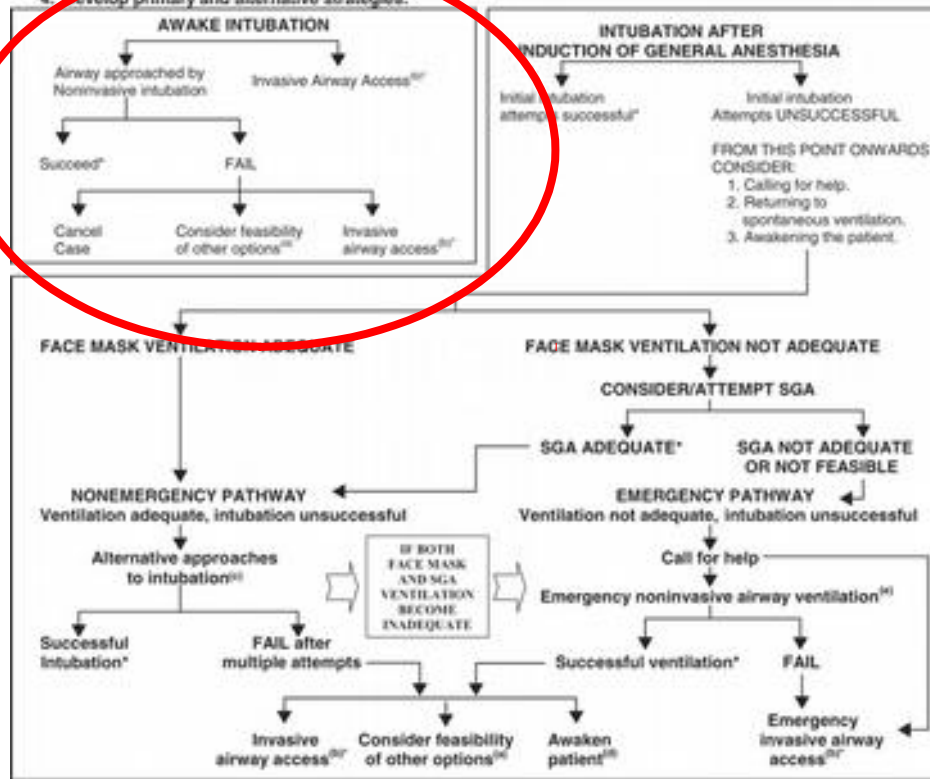 4. Develop primary and alternative strategies:
AWAKE INTUBATION
Airway approached by
Noninvasive intubation
Invasive Airway Access(b)*
Succeed*
FAIL
Cancel
Case
Consider feasibility
of other options(a)
Invasive
airway access(b)*
INTUBATION AFTER
INDUCTION OF GENERAL ANESTHESIA
Initial intubation
attempts successful*
Initial intubation
Attempts UNSUCCESSFUL
FROM THIS POINT ONWARDS
CONSIDER:
1. Calling for help.
2. Returning to
spontaneous ventilation.
3. Awakening the patient.
FACE MASK VENTILATION ADEQUATE
FACE MASK VENTILATION NOT ADEQUATE
CONSIDER/ATTEMPT SGA
SGA ADEQUATE*
SGA NOT ADEQUATE
OR NOT FEASIBLE
NONEMERGENCY PATHWAY
Ventilation adequate, intubation unsuccessful
EMERGENCY PATHWAY
Ventilation not adequate, intubation unsuccessful
Alternative approaches
to intubation(c)
IF BOTH
FACE MASK
AND SGA
VENTILATION
BECOME
INADEQUATE
Call for help
Emergency noninvasive airway ventilation(e)
Successful
Intubation*
FAIL after
multiple attempts
Successful ventilation*
FAIL
Invasive
airway access(b)*
Consider feasibility
of other options(a)
Awaken
patient(d)
Emergency
invasive airway
access(b)*